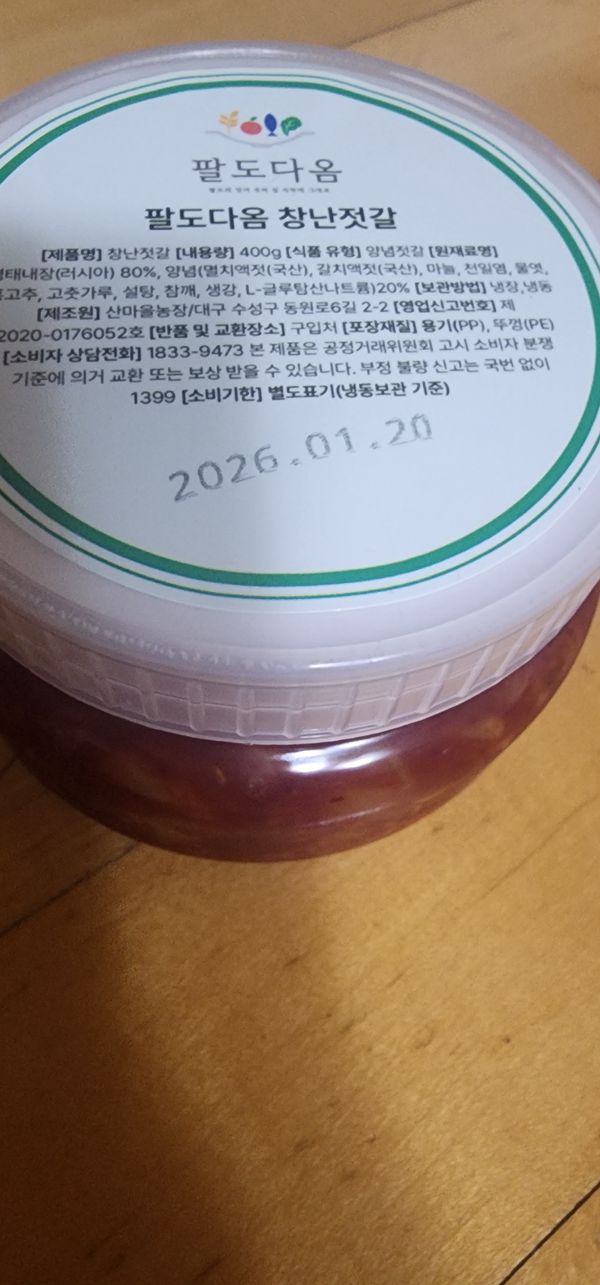 팔도다옴
팔도다옴 창난젓갈
[제품명] 창난젓갈 [내용량] 400g [식품 유형] 양념젓갈 [원재료명]
명태내장(러시아) 80%, 양념(멸치액젓(국산), 갈치액젓(국산), 마늘, 천일염, 물엿,
홍고추, 고춧가루, 설탕, 참깨, 생강, L-글루탐산나트륨)20% [보관방법] 냉장,냉동
[제조원] 산마을농장/대구 수성구 동원로6길 2-2 [영업신고번호] 제
2020-0176052호 [반품 및 교환장소] 구입처 [포장재질] 용기(PP), 뚜껑(PE)
[소비자 상담전화] 1833-9473 본 제품은 공정거래위원회 고시 소비자 분쟁
기준에 의거 교환 또는 보상 받을 수 있습니다. 부정 불량 신고는 국번 없이
1399 [소비기한] 별도표기(냉동보관 기준)
2026.01.20